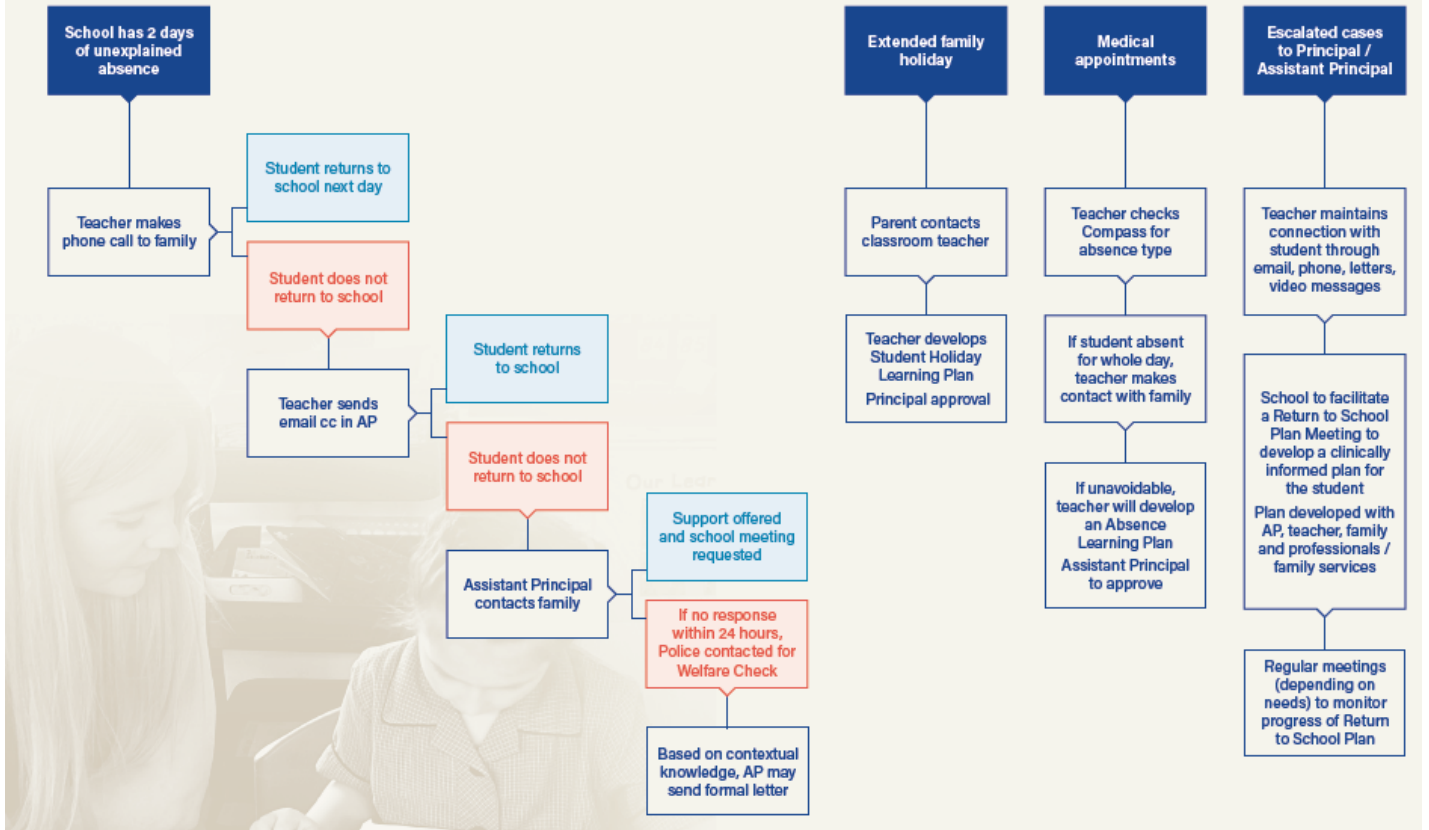 School has 2 days
of unexplained
absence
Teacher makes
phone call to family
Student returns to
school next day
Student does not
return to school
Teacher sends
email cc in AP
Student returns
to school
Student does not
return to school
Assistant Principal
contacts family
Support offered
and school meeting
requested
If no response
within 24 hours,
Police contacted for
Welfare Check
Based on contextual
knowledge, AP may
send formal letter
Extended family
holiday
Parent contacts
classroom teacher
Teacher develops
Student Holiday
Learning Plan
Principal approval
Medical
appointments
Teacher checks
Compass for
absence type
If student absent
for whole day,
teacher makes
contact with family
If unavoidable,
teacher will develop
an Absence
Learning Plan
Assistant Principal
to approve
Escalated cases
to Principal /
Assistant Principal
Teacher maintains
connection with
student through
email, phone, letters,
video messages
School to facilitate
a Return to School
Plan Meeting to
develop a clinically
informed plan for
the student
Plan developed with
AP, teacher, family
and professionals /
family services
Regular meetings
(depending on
needs) to monitor
progress of Return
to School Plan